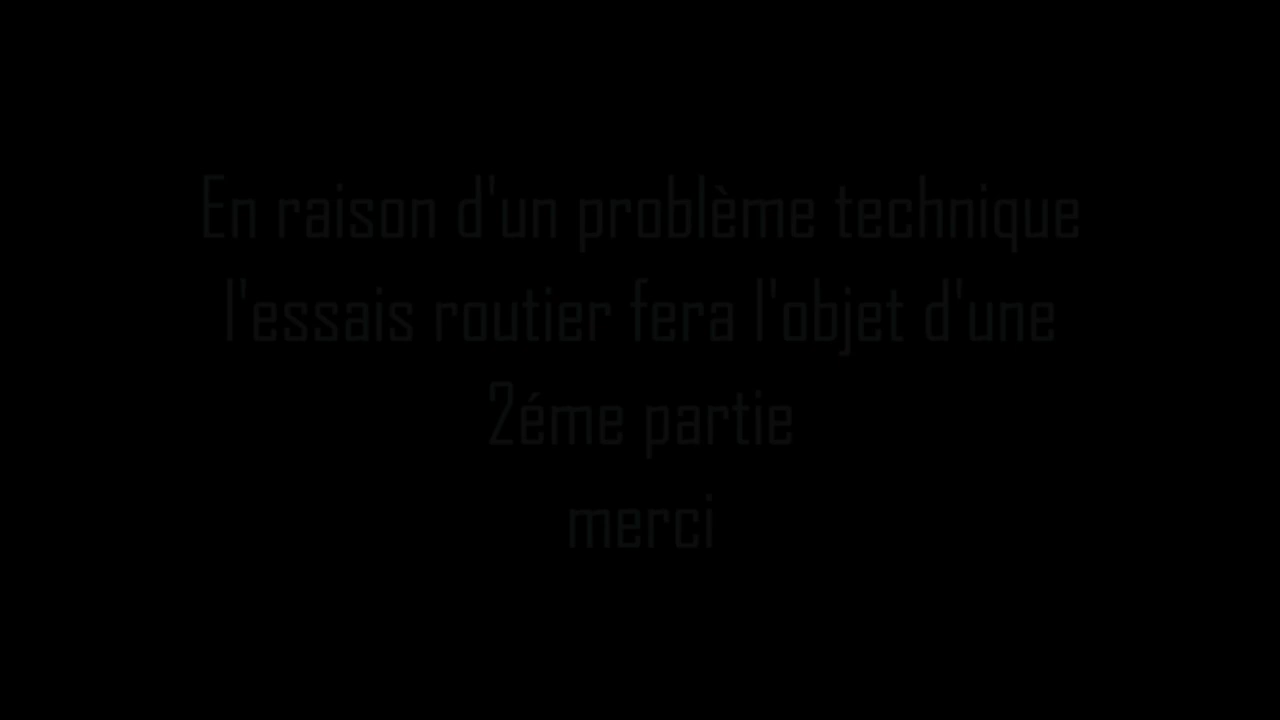 En raison d'un problème technique
l'essais routier fera l'objet d'une
2éme partie
merci